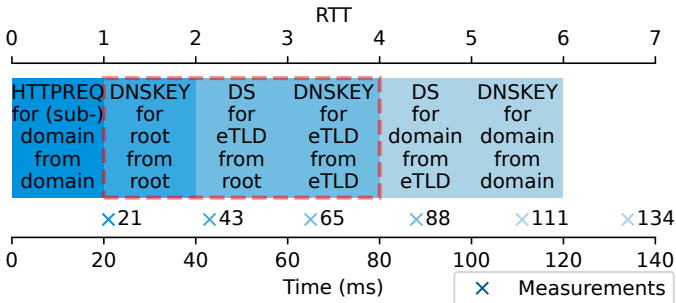 RTT
0 1 2 3 4 5 6 7
HTTPREQ
for (sub-)
domain
from
domain
DNSKEY
for
root
from
root
DS
for
eTLD
from
root
DNSKEY
for
eTLD
from
eTLD
DS
for
domain
from
eTLD
DNSKEY
for
domain
from
domain
21 43 65 88 111 134
0 20 40 60 80 100 120 140
Time (ms)
Measurements